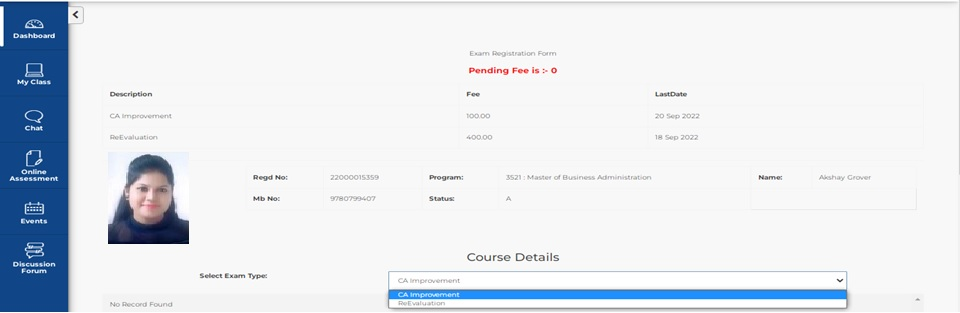 Dashboard
My Class
Chat
Online
Assessment
Events
Discussion
Forum
Exam Registration Form
Pending Fee is :- 0
Description Fee LastDate
CA Improvement 100.00 20 Sep 2022
ReEvaluation 400.00 18 Sep 2022
Regd No: 22000015359 Program: 3521 : Master of Business Administration Name: Akshay Grover
Mb No: 9780799407 Status: A
Course Details
Select Exam Type: CA Improvement
CA Improvement
ReEvaluation
No Record Found